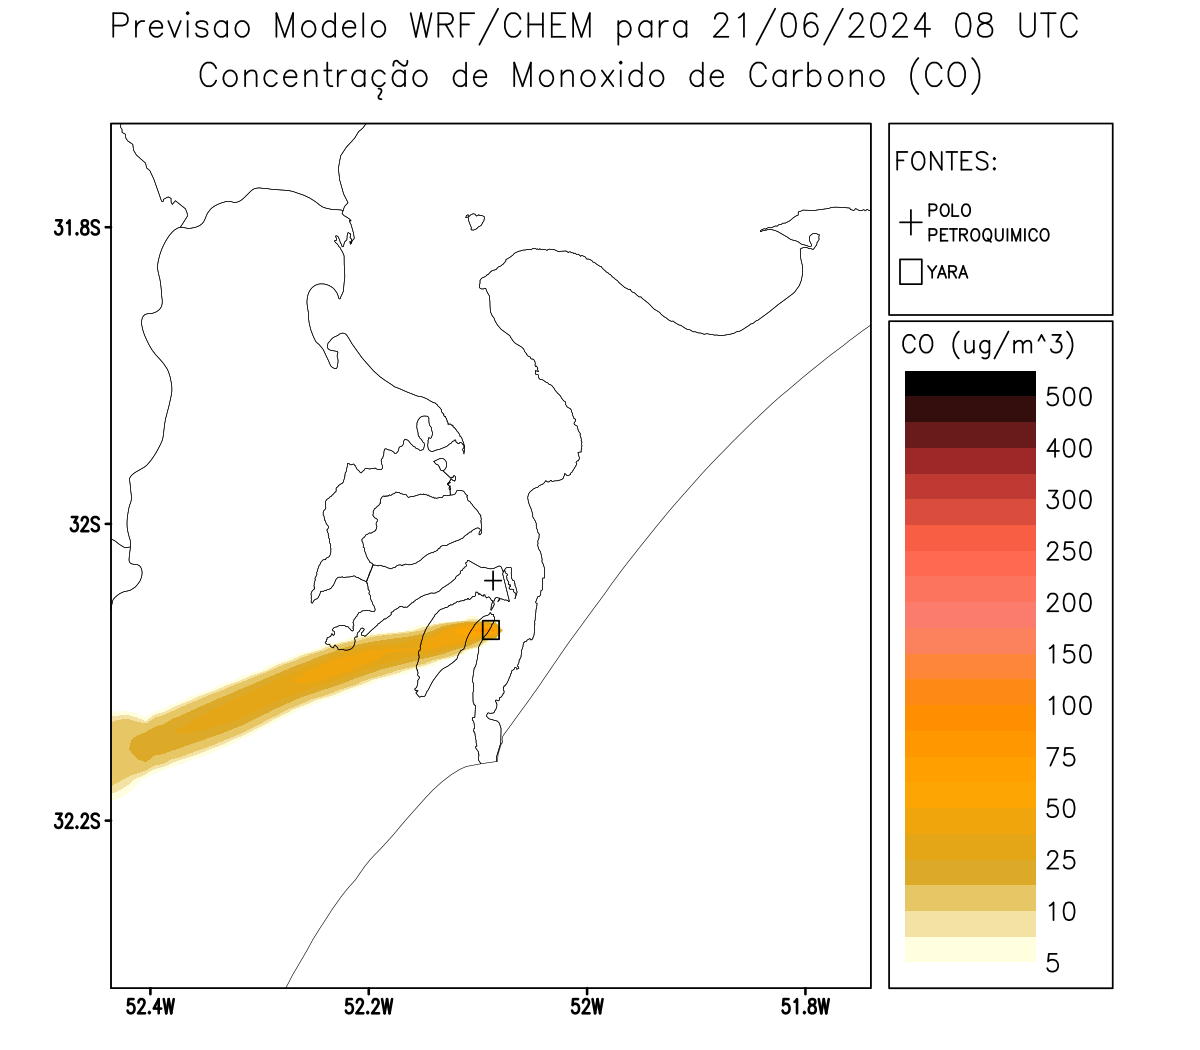 Previsao Modelo WRF/CHEM para 21/06/2024 08 UTC
Concentração de Monoxido de Carbono (CO)
FONTES:
POLO
PETROQUIMICO
YARA
CO (ug/m^3)
500
400
300
250
200
150
100
75
50
25
10
5
31.8S
32S
32.2S
52.4W
52.2W
52W
51.8W